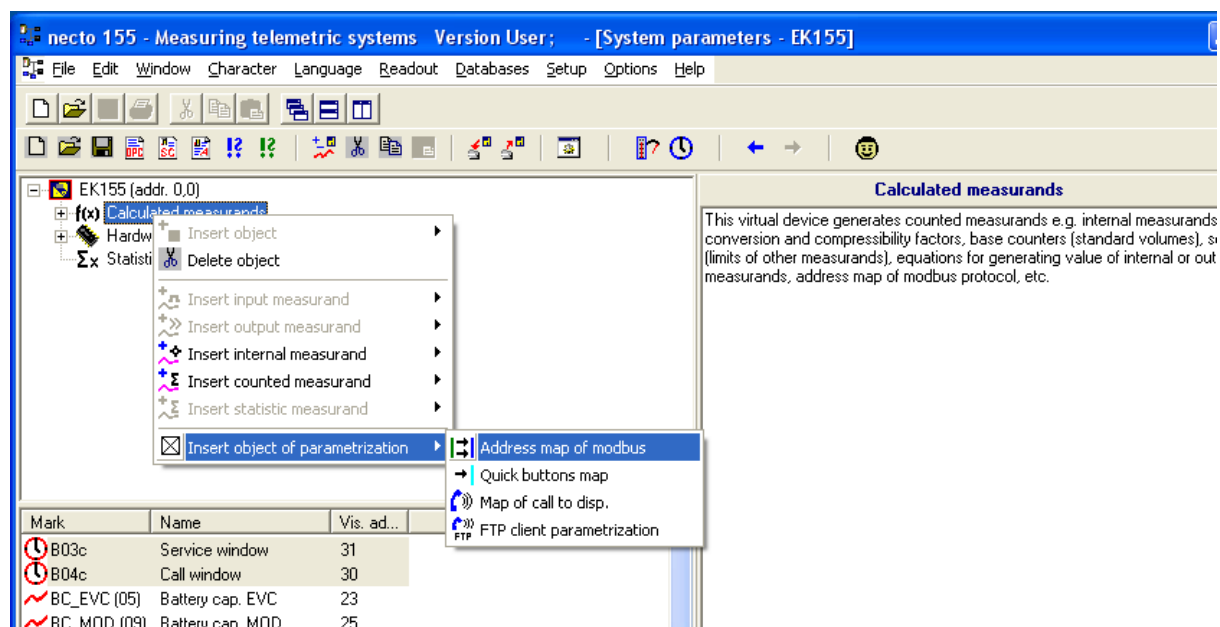 necto 155 - Measuring telemetric systems Version User; - [System parameters - EK155]
File Edit Window Character Language Readout Databases Setup Options Help
EK155 (addr. 0,0)
f(x) Calculated measurands
Hardw
Σx Statisti
Insert object
Delete object
Insert input measurand
Insert output measurand
Insert internal measurand
Insert counted measurand
Insert statistic measurand
Insert object of parametrization
Address map of modbus
Quick buttons map
Map of call to disp.
FTP FTP client parametrization
Calculated measurands
This virtual device generates counted measurands e.g. internal measurands
conversion and compressibility factors, base counters (standard volumes), s
(limits of other measurands), equations for generating value of internal or out
measurands, address map of modbus protocol, etc.
Mark Name Vis. ad...
B03c Service window 31
B04c Call window 30
BC_EVC (05) Battery cap. EVC 23
BC_MOD (09) Battery cap. MOD 25